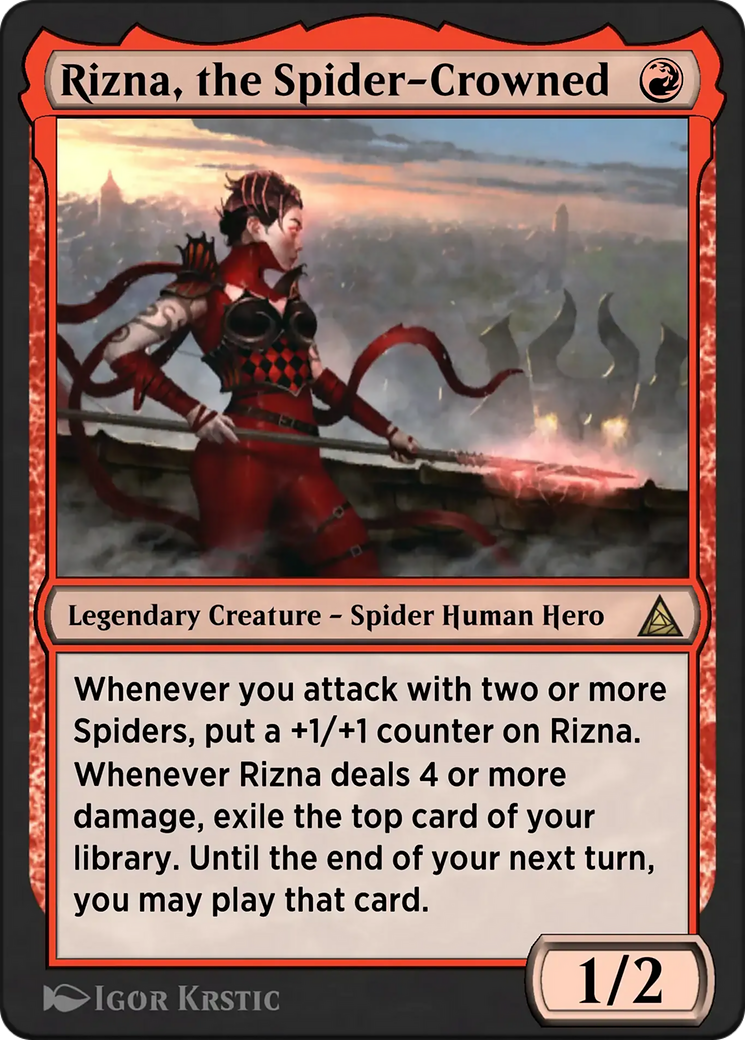 Rizna, the Spider-Crowned
Legendary Creature – Spider Human Hero
Whenever you attack with two or more
Spiders, put a +1/+1 counter on Rizna.
Whenever Rizna deals 4 or more
damage, exile the top card of your
library. Until the end of your next turn,
you may play that card.
1/2
Igor Krstic